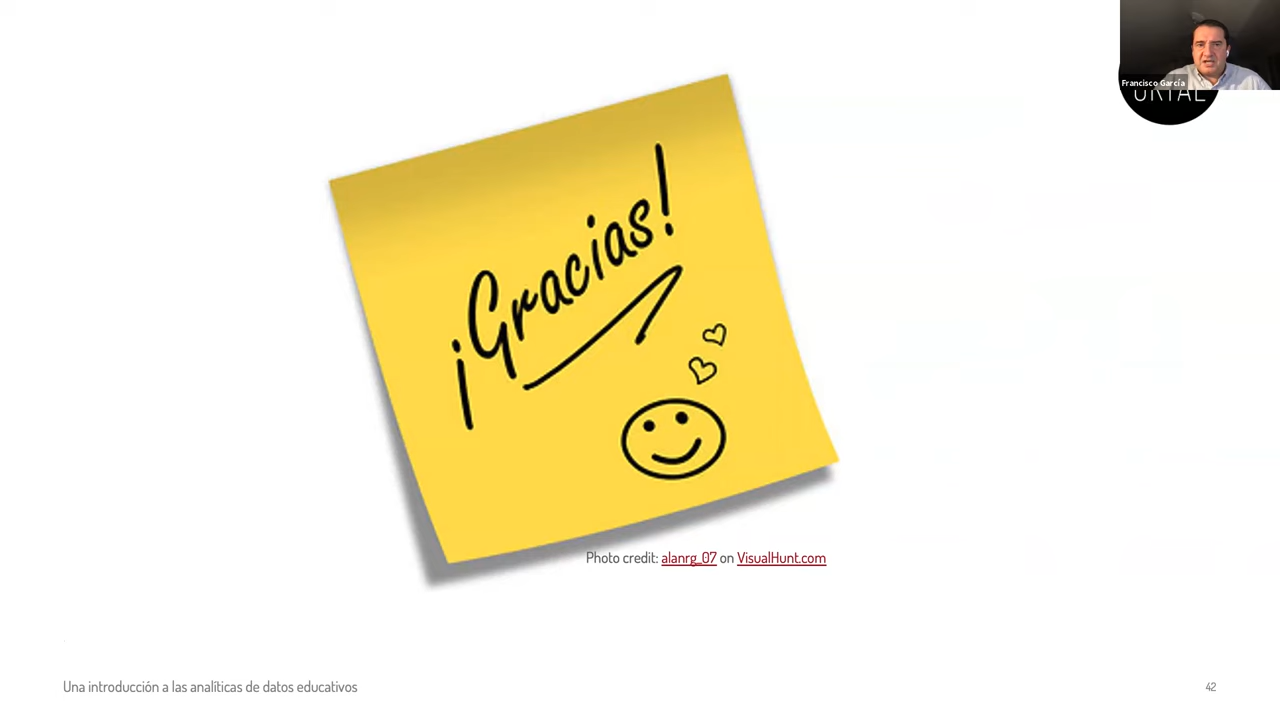 Francisco García
¡Gracias!
Photo credit: alanrg_07 on VisualHunt.com
Una introducción a las analíticas de datos educativos
42